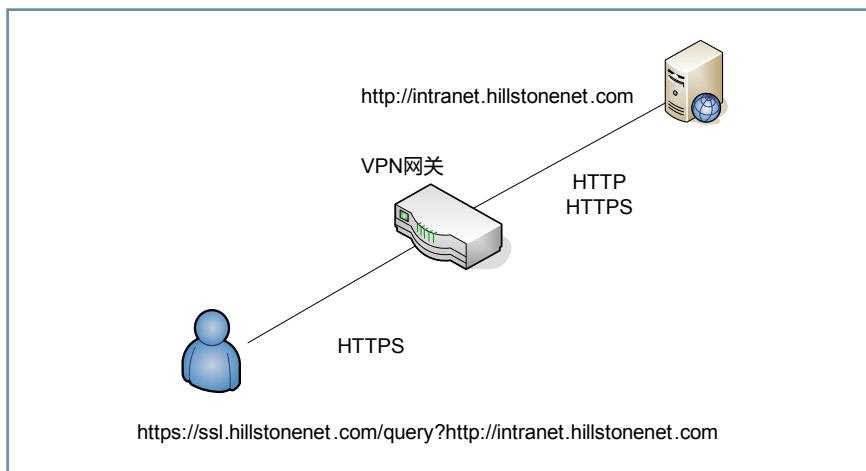 http://intranet.hillstonenet.com
VPN网关
HTTP
HTTPS
HTTPS
https://ssl.hillstonenet.com/query?http://intranet.hillstonenet.com